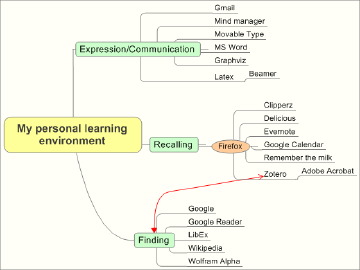 Gmail
Mind manager
Movable Type
Expression/Communication
MS Word
Graphviz
Latex
Beamer
My personal learning
environment
Recalling
Firefox
Clipperz
Delicious
Evernote
Google Calendar
Remember the milk
Zotero
Adobe Acrobat
Finding
Google
Google Reader
LibEx
Wikipedia
Wolfram Alpha